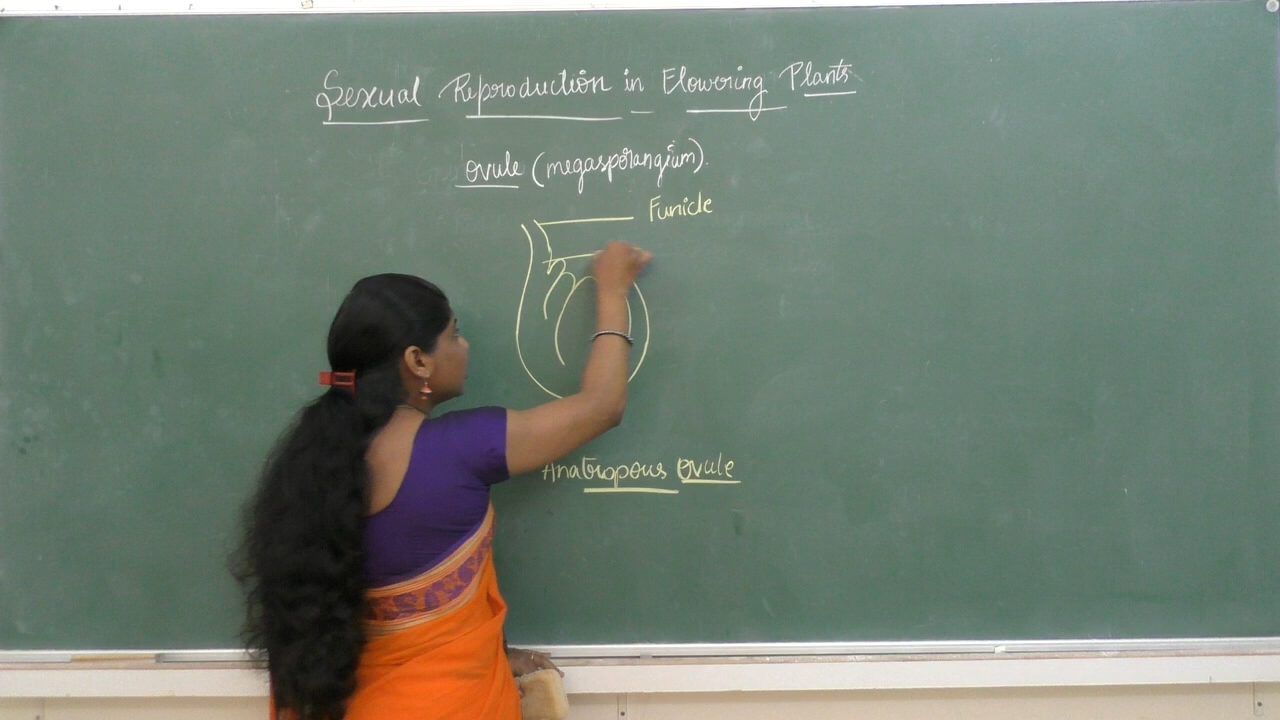 Sexual Reproduction in Flowering Plants
Ovule (megasporangium).
Funicle
Anatropous Ovule